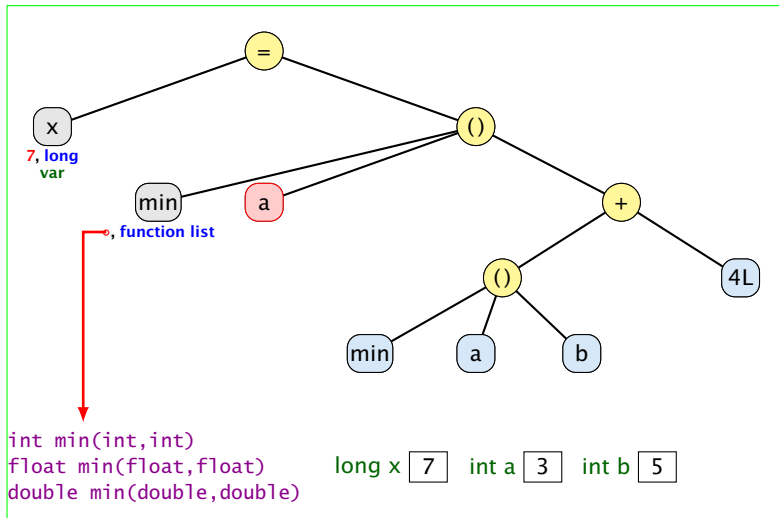 =
x
()
7, long
var
min
a
+
, function list
()
4L
min
a
b
int min(int,int)
float min(float,float)
double min(double,double)
long x 7 int a 3 int b 5